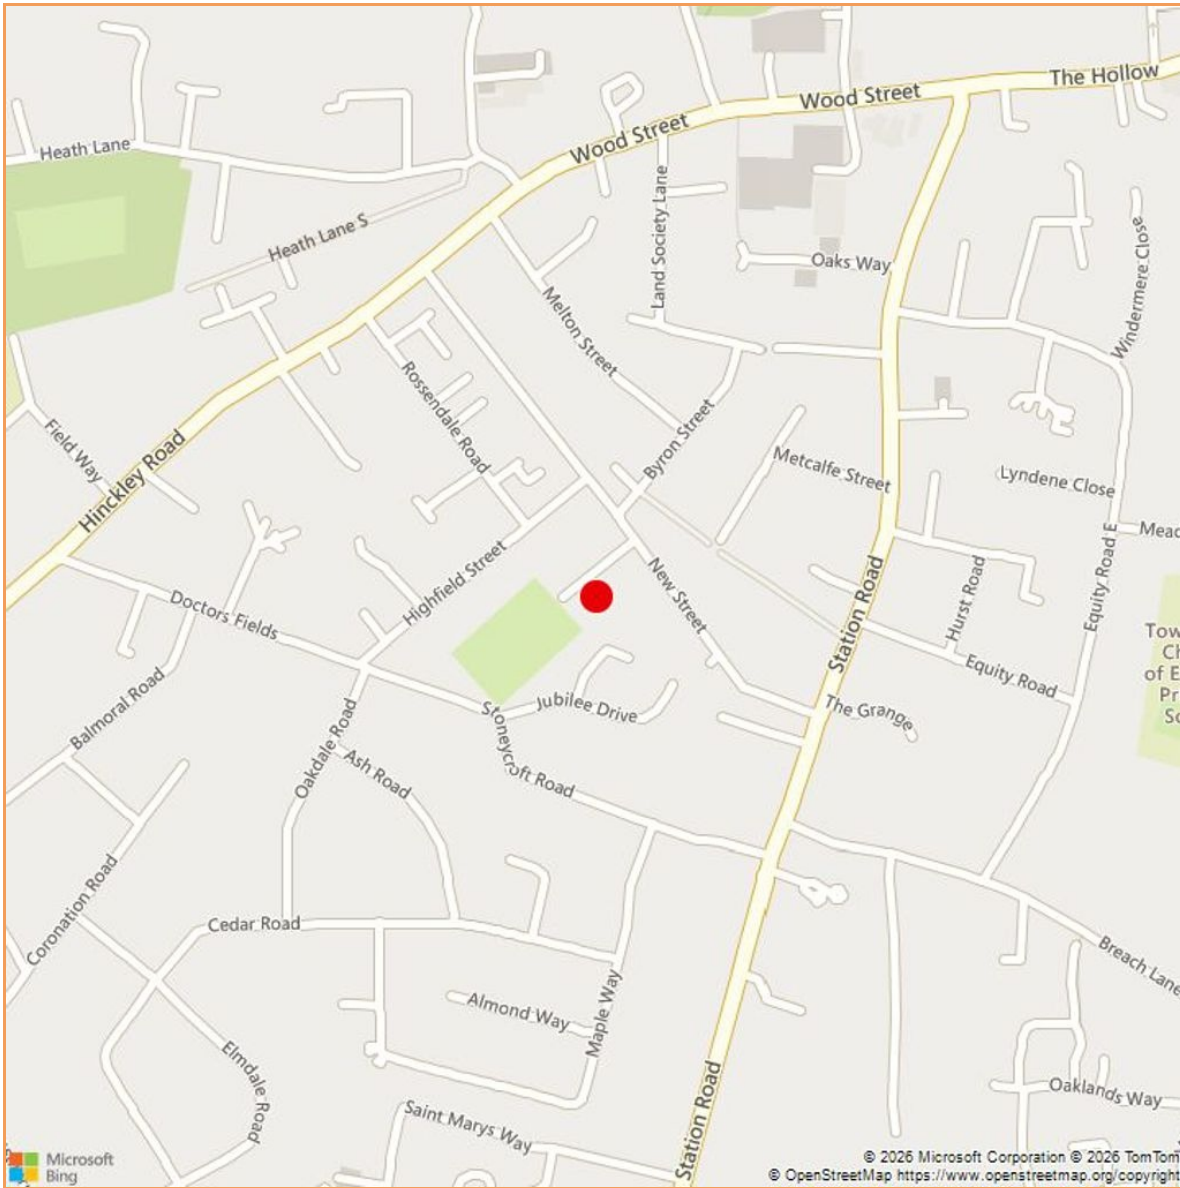 The Hollow
Wood Street
Wood Street
Heath Lane
Land Society Lane
Heath Lane S
Oaks Way
Windermere Close
Melton Street
Rossendale Road
Byron Street
Field Way
Hinckley Road
Metcalfe Street
Lyndene Close
Equity Road E
Highfield Street
New Street
Station Road
Hurst Road
Doctors Fields
Equity Road
of E
Balmoral Road
Oakdale Road
Jubilee Drive
The Grange
Stoneycroft Road
Ash Road
Coronation Road
Cedar Road
Breach Lane
Almond Way
Maple Way
Elmdale Road
Station Road
Oaklands Way
Saint Marys Way
Microsoft
Bing
© 2026 Microsoft Corporation © 2026 TomTom
© OpenStreetMap https://www.openstreetmap.org/copyright